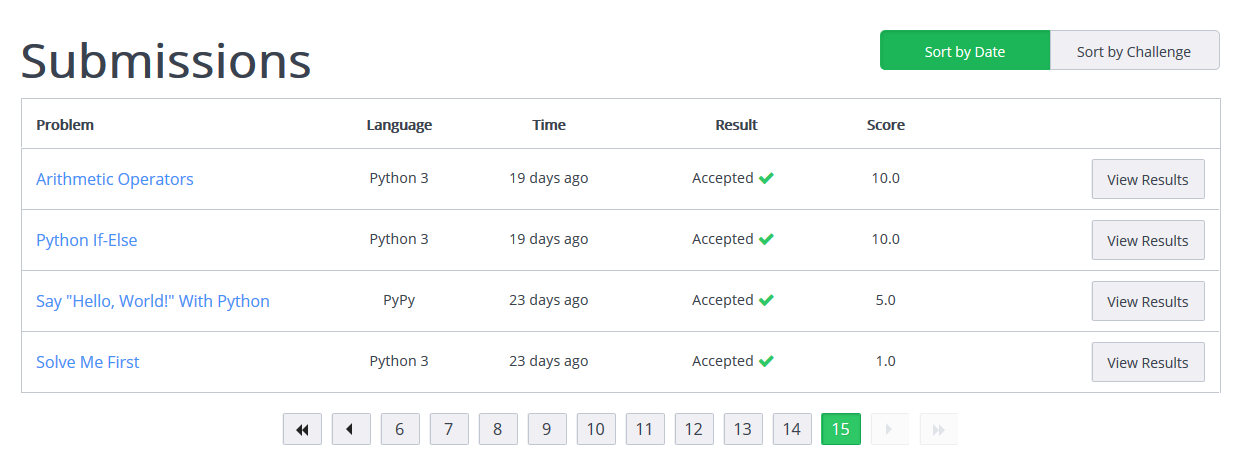 Submissions
Sort by Date Sort by Challenge
Problem Language Time Result Score
Arithmetic Operators Python 3 19 days ago Accepted 10.0 View Results
Python If-Else Python 3 19 days ago Accepted 10.0 View Results
Say "Hello, World!" With Python PyPy 23 days ago Accepted 5.0 View Results
Solve Me First Python 3 23 days ago Accepted 1.0 View Results
6 7 8 9 10 11 12 13 14 15